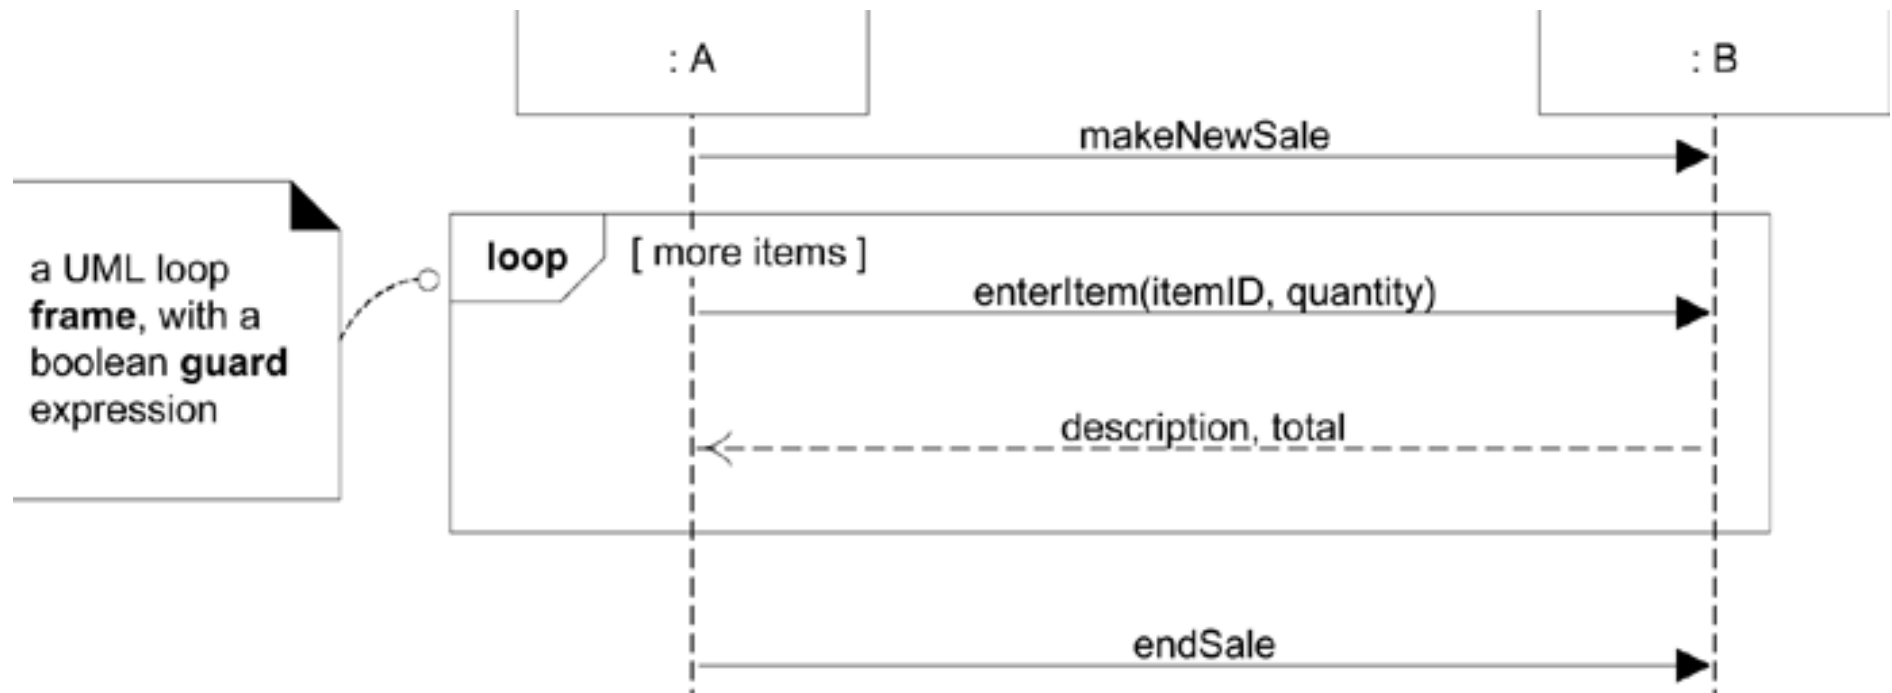 : A
: B
makeNewSale
a UML loop
frame, with a
boolean guard
expression
loop
[ more items ]
enterItem(itemID, quantity)
description, total
endSale